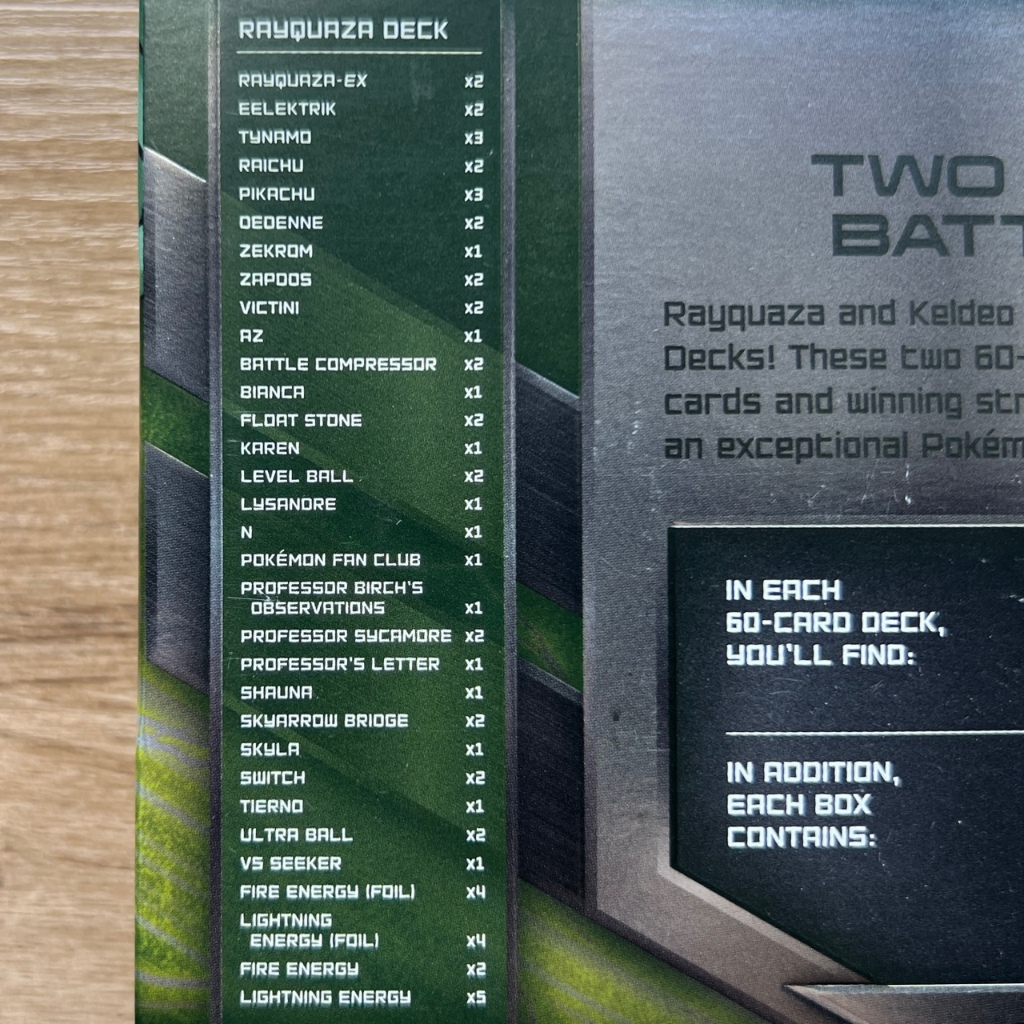 RAYQUAZA DECK
RAYQUAZA-EX x2
EELEKTRIK x2
TYNAMO x3
RAICHU x2
PIKACHU x3
DEDENNE x2
ZEKROM x1
ZAPDOS x2
VICTINI x2
AZ x1
BATTLE COMPRESSOR x2
BIANCA x1
FLOAT STONE x2
KAREN x1
LEVEL BALL x2
LYSANDRE x1
N x1
POKÉMON FAN CLUB x1
PROFESSOR BIRCH'S
OBSERVATIONS x1
PROFESSOR SYCAMORE x2
PROFESSOR'S LETTER x1
SHAUNA x1
SKYARROW BRIDGE x2
SKYLA x1
SWITCH x2
TIERNO x1
ULTRA BALL x2
VS SEEKER x1
FIRE ENERGY (FOIL) x4
LIGHTNING
ENERGY (FOIL) x4
FIRE ENERGY x2
LIGHTNING ENERGY x5
TWO
BATT
Rayquaza and Keldeo
Decks! These two 60-
cards and winning str
an exceptional Pokém
IN EACH
60-CARD DECK,
YOU'LL FIND:
IN ADDITION,
EACH BOX
CONTAINS: